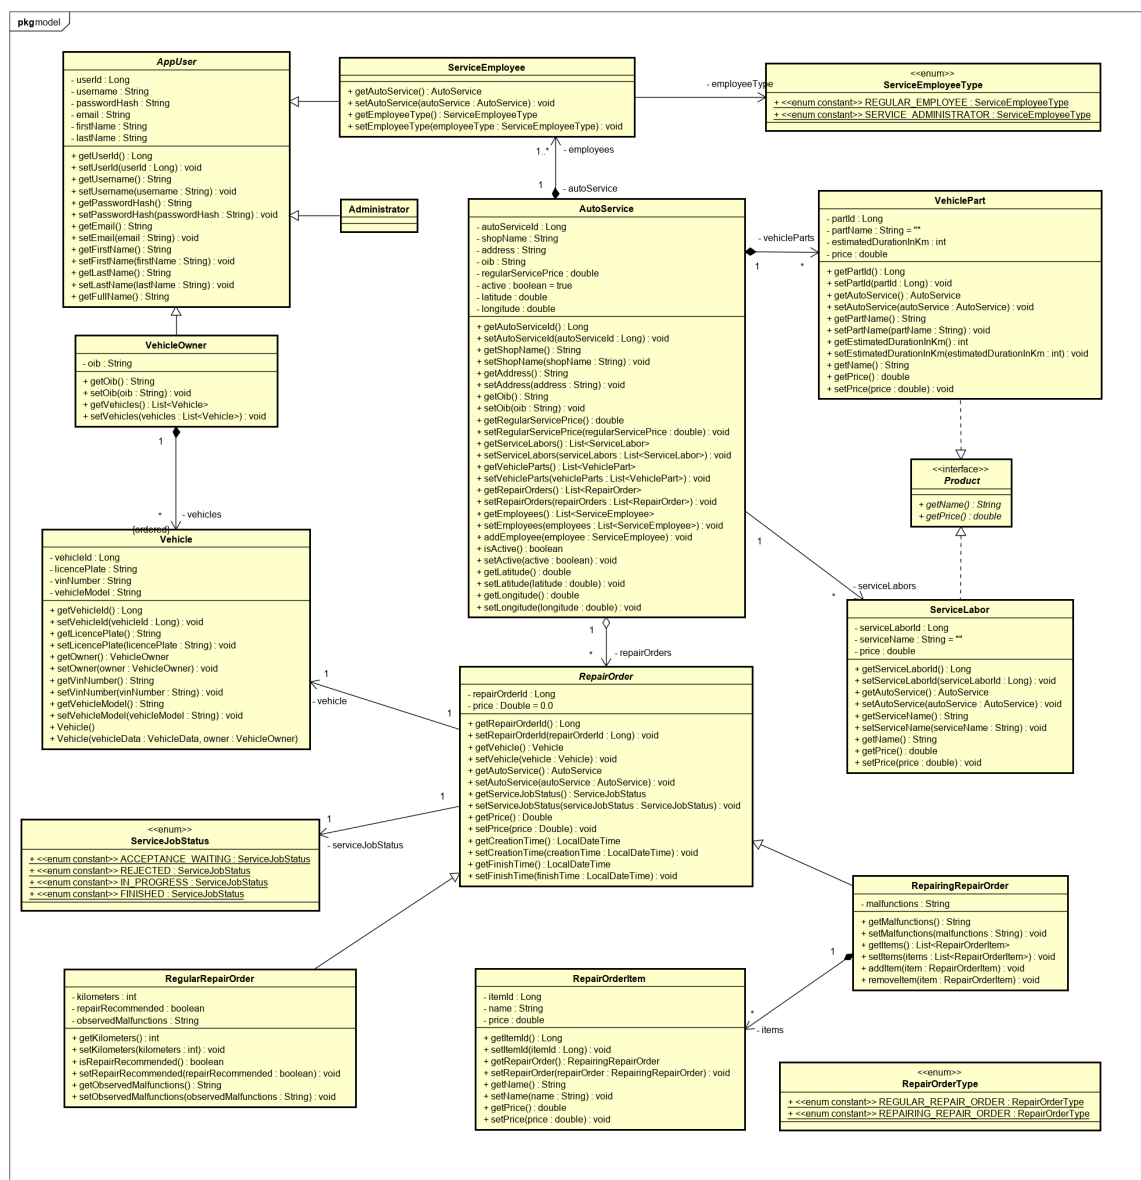 pkg model
AppUser
- userId : Long
- username : String
- passwordHash : String
- email : String
- firstName : String
- lastName : String
+ getUserId() : Long
+ setUserId(userId : Long) : void
+ getUsername() : String
+ setUsername(username : String) : void
+ getPasswordHash() : String
+ setPasswordHash(passwordHash : String) : void
+ getEmail() : String
+ setEmail(email : String) : void
+ getFirstName() : String
+ setFirstName(firstName : String) : void
+ getLastName() : String
+ setLastName(lastName : String) : void
+ getFullName() : String
ServiceEmployee
+ getAutoService() : AutoService
+ setAutoService(autoService : AutoService) : void
+ getEmployeeType() : ServiceEmployeeType
+ setEmployeeType(employeeType : ServiceEmployeeType) : void
- employeeType
<<enum>>
ServiceEmployeeType
+ <<enum constant>> REGULAR_EMPLOYEE : ServiceEmployeeType
+ <<enum constant>> SERVICE_ADMINISTRATOR : ServiceEmployeeType
1..*
- employees
1
- autoService
Administrator
AutoService
- autoServiceId : Long
- shopName : String
- address : String
- oib : String
- regularServicePrice : double
- active : boolean = true
- latitude : double
- longitude : double
+ getAutoServiceId() : Long
+ setAutoServiceId(autoServiceId : Long) : void
+ getShopName() : String
+ setShopName(shopName : String) : void
+ getAddress() : String
+ setAddress(address : String) : void
+ getOib() : String
+ setOib(oib : String) : void
+ getRegularServicePrice() : double
+ setRegularServicePrice(regularServicePrice : double) : void
+ getServiceLabors() : List<ServiceLabor>
+ setServiceLabors(serviceLabors : List<ServiceLabor>) : void
+ getVehicleParts() : List<VehiclePart>
+ setVehicleParts(vehicleParts : List<VehiclePart>) : void
+ getRepairOrders() : List<RepairOrder>
+ setRepairOrders(repairOrders : List<RepairOrder>) : void
+ getEmployees() : List<ServiceEmployee>
+ setEmployees(employees : List<ServiceEmployee>) : void
+ addEmployee(employee : ServiceEmployee) : void
+ isActive() : boolean
+ setActive(active : boolean) : void
+ getLatitude() : double
+ setLatitude(latitude : double) : void
+ getLongitude() : double
+ setLongitude(longitude : double) : void
- vehicleParts
1
*
VehiclePart
- partId : Long
- partName : String = ""
- estimatedDurationInKm : int
- price : double
+ getPartId() : Long
+ setPartId(partId : Long) : void
+ getAutoService() : AutoService
+ setAutoService(autoService : AutoService) : void
+ getPartName() : String
+ setPartName(partName : String) : void
+ getEstimatedDurationInKm() : int
+ setEstimatedDurationInKm(estimatedDurationInKm : int) : void
+ getName() : String
+ getPrice() : double
+ setPrice(price : double) : void
VehicleOwner
- oib : String
+ getOib() : String
+ setOib(oib : String) : void
+ getVehicles() : List<Vehicle>
+ setVehicles(vehicles : List<Vehicle>) : void
1
*
- vehicles
{ordered}
<<interface>>
Product
+ getName() : String
+ getPrice() : double
Vehicle
- vehicleId : Long
- licencePlate : String
- vinNumber : String
- vehicleModel : String
+ getVehicleId() : Long
+ setVehicleId(vehicleId : Long) : void
+ getLicencePlate() : String
+ setLicencePlate(licencePlate : String) : void
+ getOwner() : VehicleOwner
+ setOwner(owner : VehicleOwner) : void
+ getVinNumber() : String
+ setVinNumber(vinNumber : String) : void
+ getVehicleModel() : String
+ setVehicleModel(vehicleModel : String) : void
+ Vehicle()
+ Vehicle(vehicleData : VehicleData, owner : VehicleOwner)
1
- serviceLabors
*
ServiceLabor
- serviceLaborId : Long
- serviceName : String = ""
- price : double
+ getServiceLaborId() : Long
+ setServiceLaborId(serviceLaborId : Long) : void
+ getAutoService() : AutoService
+ setAutoService(autoService : AutoService) : void
+ getServiceName() : String
+ setServiceName(serviceName : String) : void
+ getName() : String
+ getPrice() : double
+ setPrice(price : double) : void
1
*
- repairOrders
RepairOrder
- repairOrderId : Long
- price : Double = 0.0
+ getRepairOrderId() : Long
+ setRepairOrderId(repairOrderId : Long) : void
+ getVehicle() : Vehicle
+ setVehicle(vehicle : Vehicle) : void
+ getAutoService() : AutoService
+ setAutoService(autoService : AutoService) : void
+ getServiceJobStatus() : ServiceJobStatus
+ setServiceJobStatus(serviceJobStatus : ServiceJobStatus) : void
+ getPrice() : Double
+ setPrice(price : Double) : void
+ getCreationTime() : LocalDateTime
+ setCreationTime(creationTime : LocalDateTime) : void
+ getFinishTime() : LocalDateTime
+ setFinishTime(finishTime : LocalDateTime) : void
1
- vehicle
1
1
1
- serviceJobStatus
<<enum>>
ServiceJobStatus
+ <<enum constant>> ACCEPTANCE_WAITING : ServiceJobStatus
+ <<enum constant>> REJECTED : ServiceJobStatus
+ <<enum constant>> IN_PROGRESS : ServiceJobStatus
+ <<enum constant>> FINISHED : ServiceJobStatus
RepairingRepairOrder
- malfunctions : String
+ getMalfunctions() : String
+ setMalfunctions(malfunctions : String) : void
+ getItems() : List<RepairOrderItem>
+ setItems(items : List<RepairOrderItem>) : void
+ addItem(item : RepairOrderItem) : void
+ removeItem(item : RepairOrderItem) : void
1
*
- items
RegularRepairOrder
- kilometers : int
- repairRecommended : boolean
- observedMalfunctions : String
+ getKilometers() : int
+ setKilometers(kilometers : int) : void
+ isRepairRecommended() : boolean
+ setRepairRecommended(repairRecommended : boolean) : void
+ getObservedMalfunctions() : String
+ setObservedMalfunctions(observedMalfunctions : String) : void
RepairOrderItem
- itemId : Long
- name : String
- price : double
+ getItemId() : Long
+ setItemId(itemId : Long) : void
+ getRepairOrder() : RepairingRepairOrder
+ setRepairOrder(repairOrder : RepairingRepairOrder) : void
+ getName() : String
+ setName(name : String) : void
+ getPrice() : double
+ setPrice(price : double) : void
<<enum>>
RepairOrderType
+ <<enum constant>> REGULAR_REPAIR_ORDER : RepairOrderType
+ <<enum constant>> REPAIRING_REPAIR_ORDER : RepairOrderType